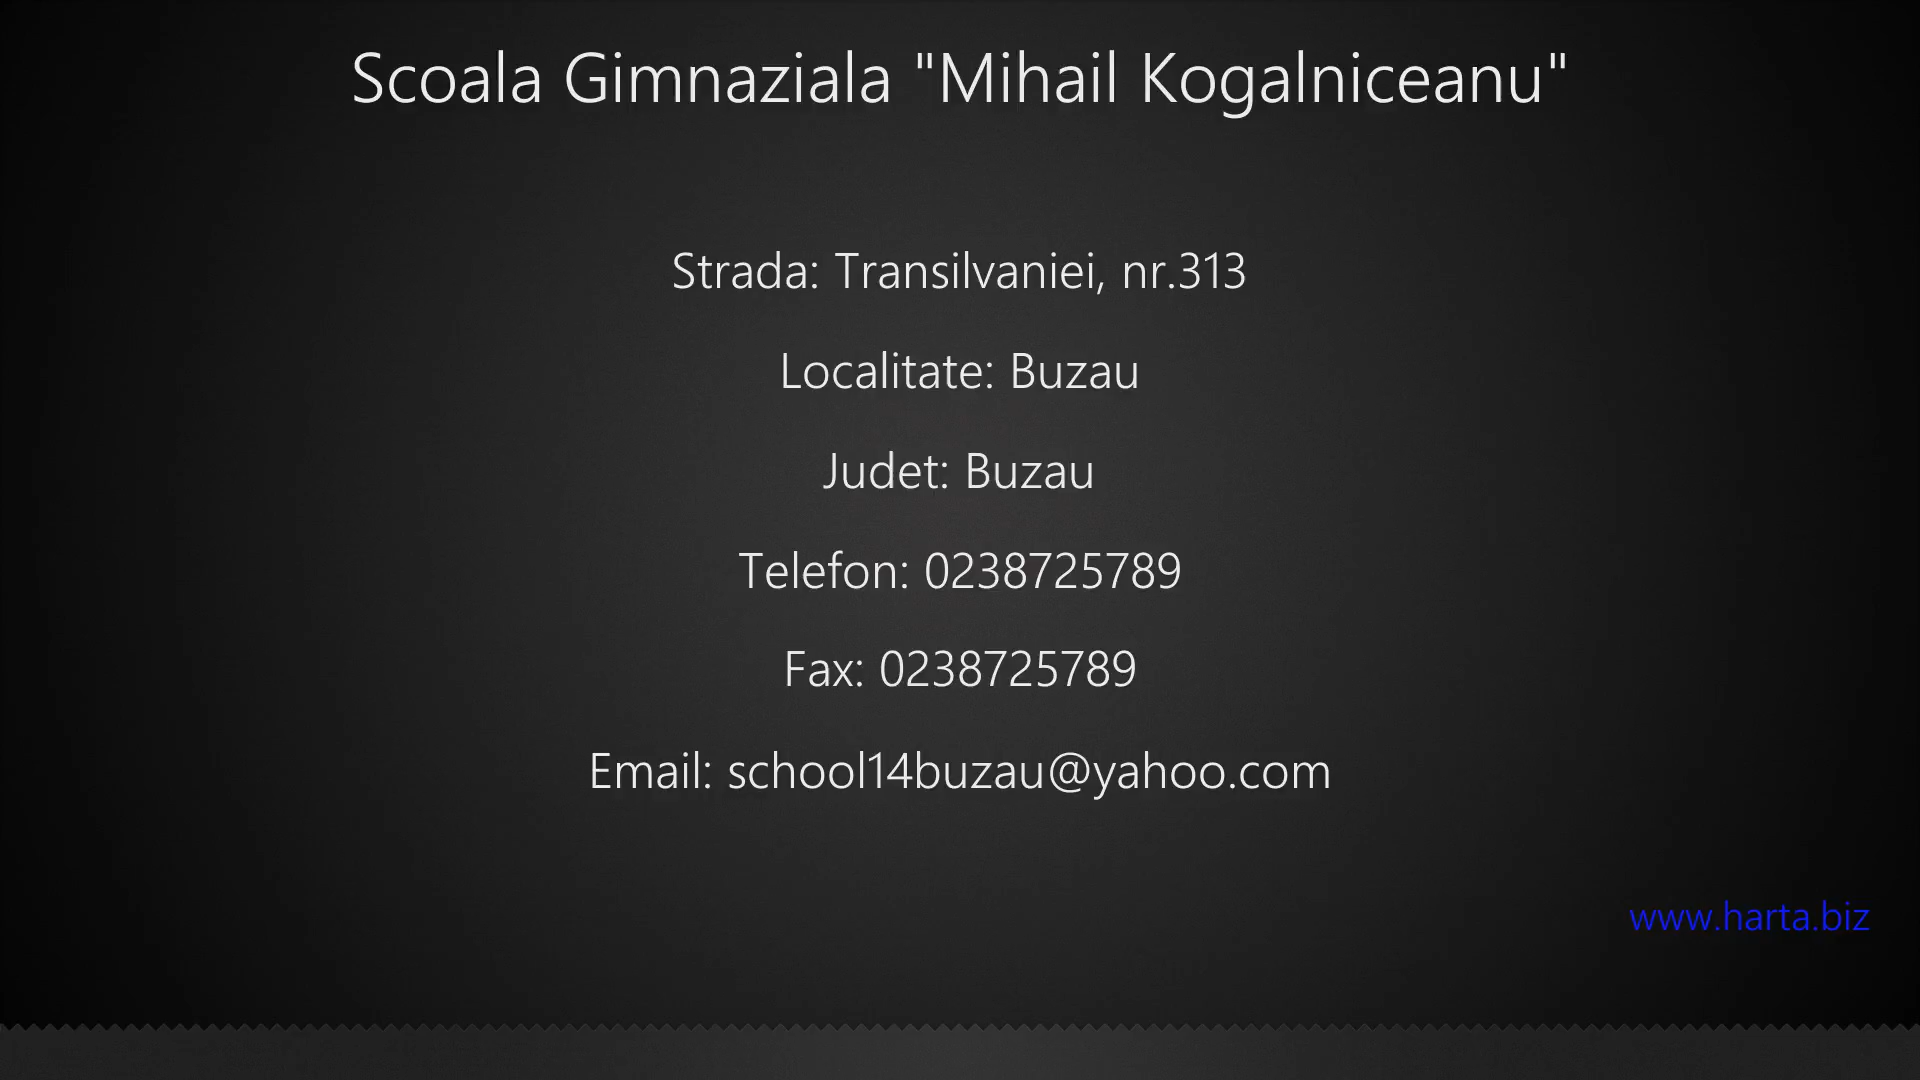 Scoala Gimnaziala "Mihail Kogalniceanu"
Strada: Transilvaniei, nr.313
Localitate: Buzau
Judet: Buzau
Telefon: 0238725789
Fax: 0238725789
Email: school14buzau@yahoo.com
www.harta.biz